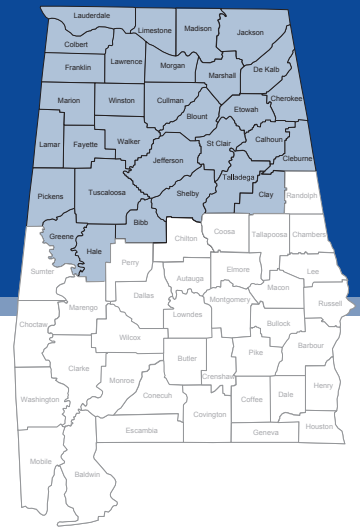 Lauderdale
Limestone
Madison
Jackson
Colbert
Franklin
Lawrence
Morgan
Marshall
De Kalb
Marion
Winston
Cullman
Blount
Etowah
Cherokee
Lamar
Fayette
Walker
Jefferson
St Clair
Calhoun
Cleburne
Pickens
Tuscaloosa
Shelby
Talladega
Clay
Randolph
Greene
Hale
Bibb
Chilton
Coosa
Tallapoosa
Chambers
Sumter
Perry
Autauga
Elmore
Lee
Marengo
Dallas
Lowndes
Montgomery
Macon
Russell
Choctaw
Wilcox
Butler
Crenshaw
Pike
Bullock
Barbour
Clarke
Monroe
Conecuh
Covington
Coffee
Dale
Henry
Washington
Escambia
Geneva
Houston
Mobile
Baldwin